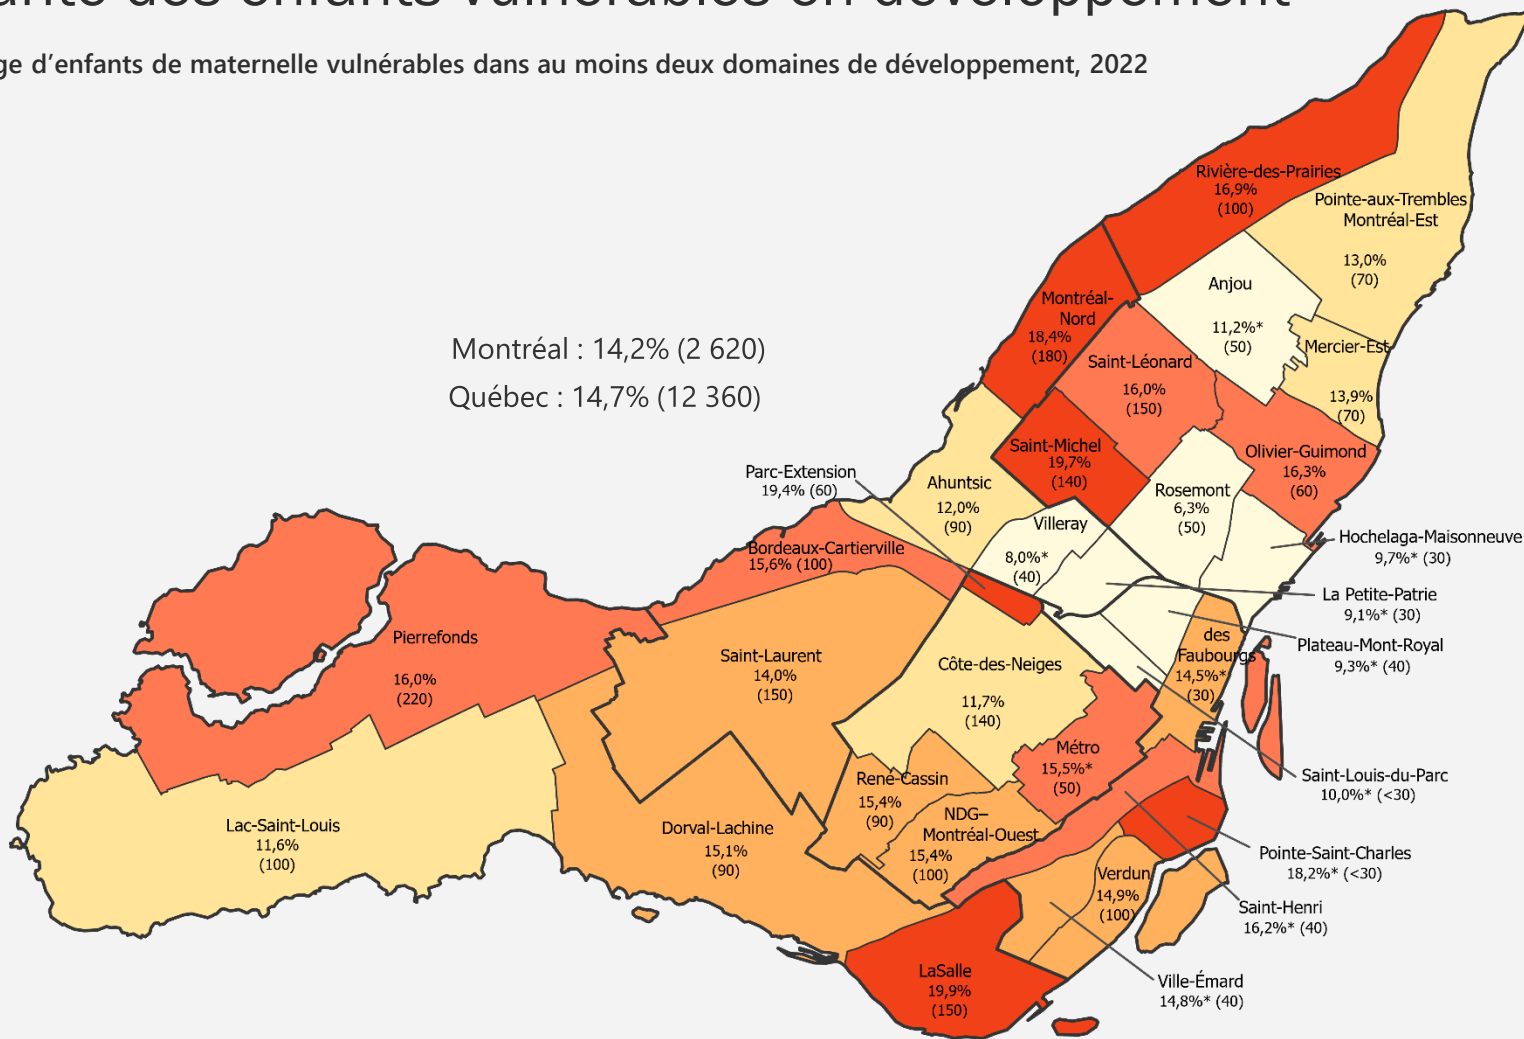 des enfants vulnérables en développement
d’enfants de maternelle vulnérables dans au moins deux domaines de développement, 2022
Montréal : 14,2% (2 620)
Québec : 14,7% (12 360)
Rivière-des-Prairies
16,9%
(100)
Pointe-aux-Trembles
Montréal-Est
13,0%
(70)
Anjou
11,2%*
(50)
Montréal-
Nord
18,4%
(180)
Mercier-Est
13,9%
(70)
Saint-Léonard
16,0%
(150)
Saint-Michel
19,7%
(140)
Olivier-Guimond
16,3%
(60)
Parc-Extension
19,4% (60)
Ahuntsic
12,0%
(90)
Rosemont
6,3%
(50)
Villeray
8,0%*
(40)
Hochelaga-Maisonneuve
9,7%* (30)
Bordeaux-Cartierville
15,6% (100)
La Petite-Patrie
9,1%* (30)
Plateau-Mont-Royal
9,3%* (40)
des
Faubourgs
14,5%*
(30)
Pierrefonds
16,0%
(220)
Saint-Laurent
14,0%
(150)
Côte-des-Neiges
11,7%
(140)
Métro
15,5%*
(50)
Saint-Louis-du-Parc
10,0%* (<30)
René-Cassin
15,4%
(90)
NDG–
Montréal-Ouest
15,4%
(100)
Lac-Saint-Louis
11,6%
(100)
Dorval-Lachine
15,1%
(90)
Pointe-Saint-Charles
18,2%* (<30)
Verdun
14,9%
(100)
Saint-Henri
16,2%* (40)
LaSalle
19,9%
(150)
Ville-Émard
14,8%* (40)